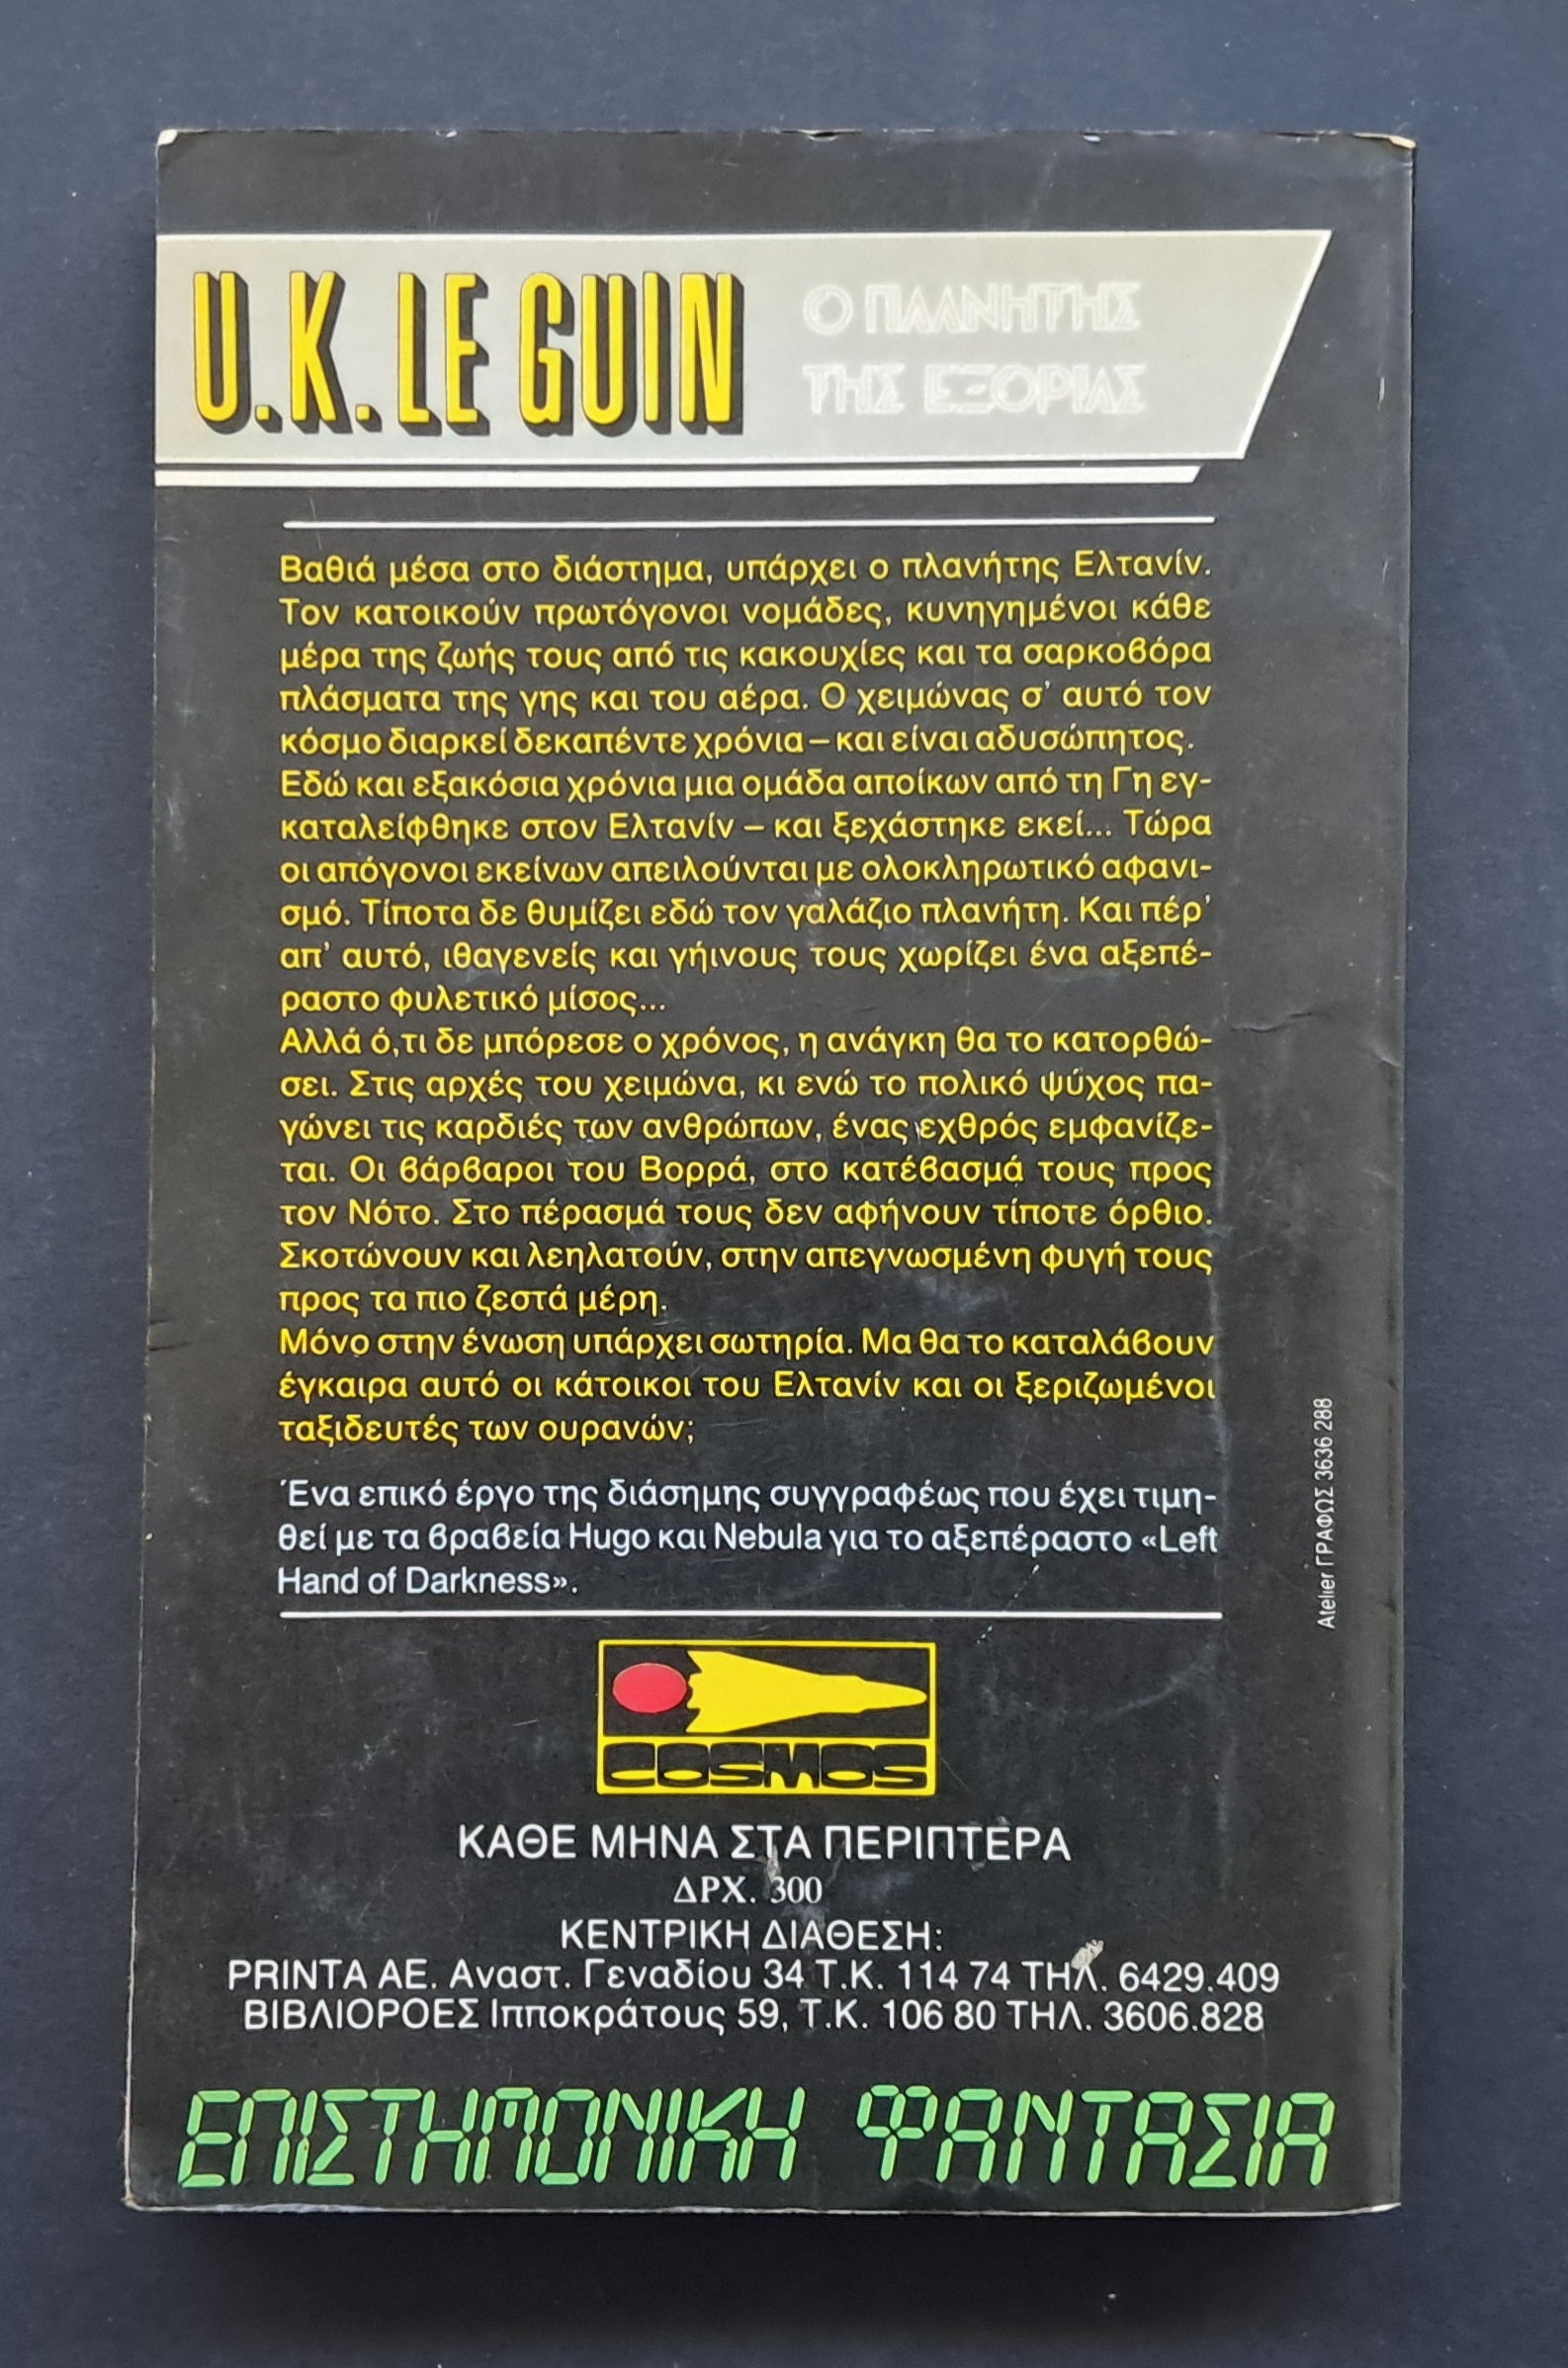 U.K. LE GUIN
Ο ΠΛΑΝΗΤΗΣ
ΤΗΣ ΕΞΟΡΙΑΣ
Βαθιά μέσα στο διάστημα, υπάρχει ο πλανήτης Ελτανίν.
Τον κατοικούν πρωτόγονοι νομάδες, κυνηγημένοι κάθε
μέρα της ζωής τους από τις κακουχίες και τα σαρκοβόρα
πλάσματα της γης και του αέρα. Ο χειμώνας σ' αυτό τον
κόσμο διαρκεί δεκαπέντε χρόνια – και είναι αδυσώπητος.
Εδώ και εξακόσια χρόνια μια ομάδα αποίκων από τη Γη εγ-
καταλείφθηκε στον Ελτανίν – και ξεχάστηκε εκεί... Τώρα
οι απόγονοι εκείνων απειλούνται με ολοκληρωτικό αφανι-
σμό. Τίποτα δε θυμίζει εδώ τον γαλάζιο πλανήτη. Και πέρ'
απ' αυτό, ιθαγενείς και γήινους τους χωρίζει ένα αξεπέ-
ραστο φυλετικό μίσος...
Αλλά ό,τι δε μπόρεσε ο χρόνος, η ανάγκη θα το κατορθώ-
σει. Στις αρχές του χειμώνα, κι ενώ το πολικό ψύχος πα-
γώνει τις καρδιές των ανθρώπων, ένας εχθρός εμφανίζε-
ται. Οι βάρβαροι του Βορρά, στο κατέβασμά τους προς
τον Νότο. Στο πέρασμά τους δεν αφήνουν τίποτε όρθιο.
Σκοτώνουν και λεηλατούν, στην απεγνωσμένη φυγή τους
προς τα πιο ζεστά μέρη.
Μόνο στην ένωση υπάρχει σωτηρία. Μα θα το καταλάβουν
έγκαιρα αυτό οι κάτοικοι του Ελτανίν και οι ξεριζωμένοι
ταξιδευτές των ουρανών;
Ένα επικό έργο της διάσημης συγγραφέως που έχει τιμη-
θεί με τα βραβεία Hugo και Nebula για το αξεπέραστο «Left
Hand of Darkness».
Atelier ΓΡΑΦΩΣ 3636 288
COSMOS
ΚΑΘΕ ΜΗΝΑ ΣΤΑ ΠΕΡΙΠΤΕΡΑ
ΔΡΧ. 300
ΚΕΝΤΡΙΚΗ ΔΙΑΘΕΣΗ:
PRINTA AE. Αναστ. Γεναδίου 34 Τ.Κ. 114 74 ΤΗΛ. 6429.409
ΒΙΒΛΙΟΡΟΕΣ Ιπποκράτους 59, Τ.Κ. 106 80 ΤΗΛ. 3606.828
ΕΠΙΣΤΗΜΟΝΙΚΗ ΦΑΝΤΑΣΙΑ